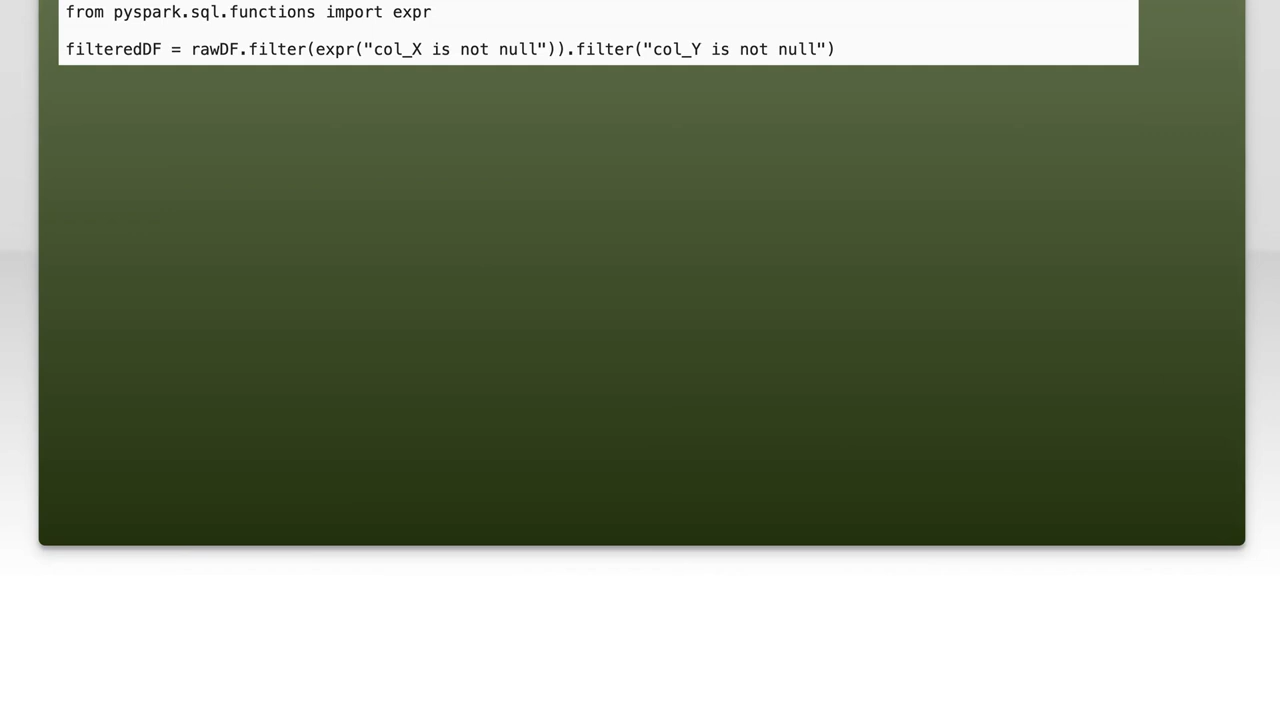 from pyspark.sql.functions import expr
filteredDF = rawDF.filter(expr("col_X is not null")).filter("col_Y is not null")